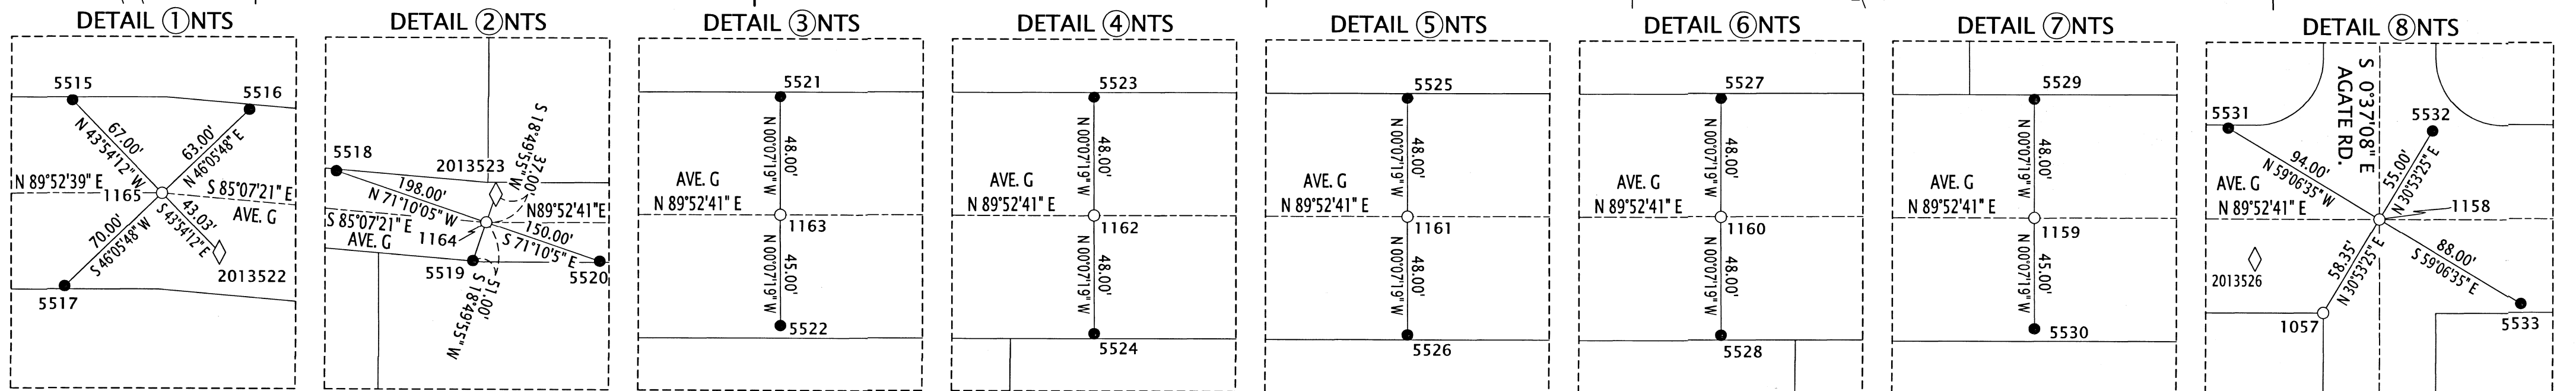 DETAIL ①NTS
5515
5516
67.00'
N 43°54'12" W
63.00'
N 46°05'48" E
N 89°52'39" E
1165
S 85°07'21" E
AVE. G
43.03'
S 43°54'12" E
70.00'
S 46°05'48" W
2013522
5517
DETAIL ②NTS
5518
2013523
S 18°49'55" W
37.00'
198.00'
N 71°10'05" W
N89°52'41"E
S 85°07'21" E
AVE. G
1164
150.00'
S 71°10'5" E
5519
5520
51.00'
S 18°49'55" W
DETAIL ③NTS
5521
N 00°07'19" W
48.00'
AVE. G
N 89°52'41" E
1163
N 00°07'19" W
45.00'
5522
DETAIL ④NTS
5523
N 00°07'19" W
48.00'
AVE. G
N 89°52'41" E
1162
N 00°07'19" W
48.00'
5524
DETAIL ⑤NTS
5525
N 00°07'19" W
48.00'
AVE. G
N 89°52'41" E
1161
N 00°07'19" W
48.00'
5526
DETAIL ⑥NTS
5527
N 00°07'19" W
48.00'
AVE. G
N 89°52'41" E
1160
N 00°07'19" W
48.00'
5528
DETAIL ⑦NTS
5529
N 00°07'19" W
48.00'
AVE. G
N 89°52'41" E
1159
N 00°07'19" W
45.00'
5530
DETAIL ⑧NTS
S 0°37'08" E
AGATE RD.
5531
5532
94.00'
N 59°06'35" W
55.00'
N 30°53'25" E
AVE. G
N 89°52'41" E
1158
58.35'
N 30°53'25" E
88.00'
S 59°06'35" E
2013526
1057
5533